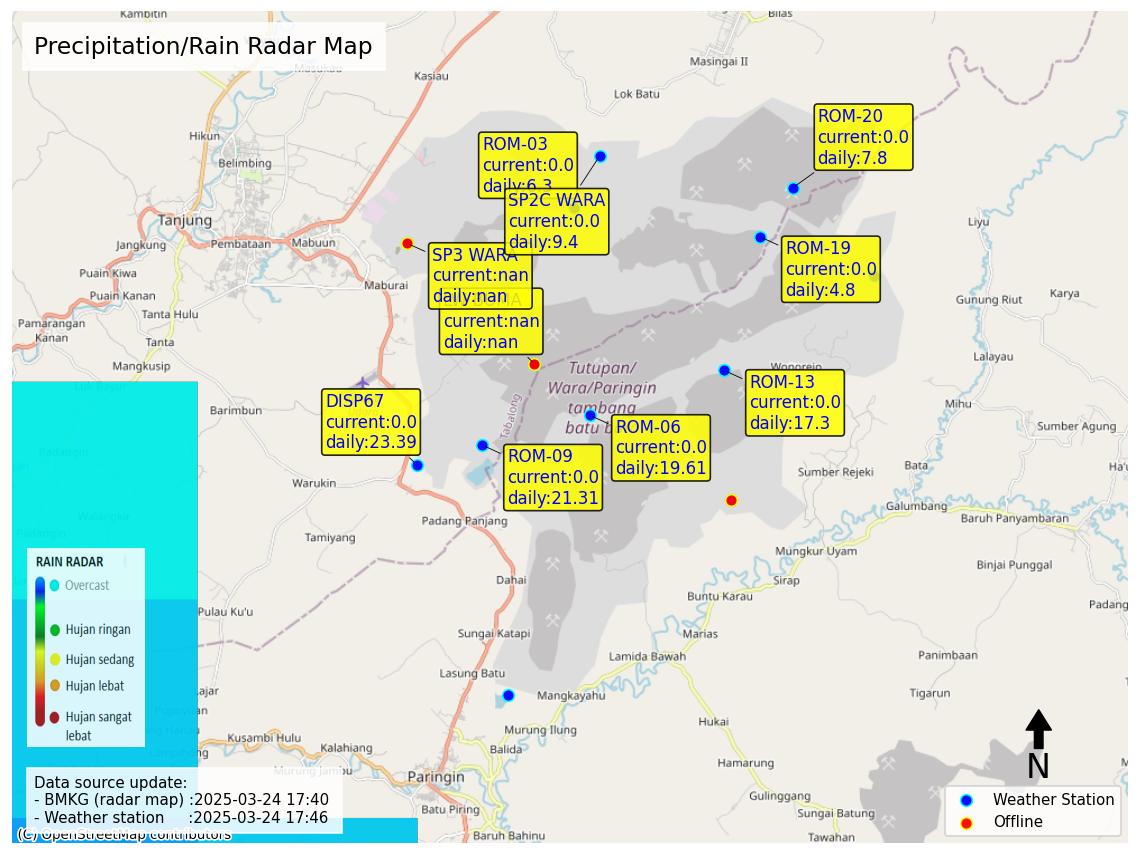 Kambitin
Bilas
Precipitation/Rain Radar Map
Masukau
Kasiau
Masingai II
Lok Batu
Hikun
Belimbing
ROM-03
current:0.0
daily:6.3
ROM-20
current:0.0
daily:7.8
SP2C WARA
current:0.0
daily:9.4
Tanjung
Jangkung
Pembataan
Mabuun
Liyu
ROM-19
current:0.0
daily:4.8
SP3 WARA
current:nan
daily:nan
Puain Kiwa
Maburai
Puain Kanan
Karya
Gunung Riut
Tanta Hulu
current:nan
daily:nan
Pamarangan
Kanan
Tanta
Mangkusip
Lalayau
Wonorejo
Tutupan/
Wara/Paringin
tambang
batu b
Tabalong
ROM-13
current:0.0
daily:17.3
DISP67
current:0.0
daily:23.39
Barimbun
Mihu
ROM-06
current:0.0
daily:19.61
Sumber Agung
ROM-09
current:0.0
daily:21.31
Padangin
Warukin
Sumber Rejeki
Bata
Ha'u
Galumbang
Baruh Panyambaran
Walangkir
Padang Panjang
Padangin
Tamiyang
Mungkur Uyam
Binjai Punggal
RAIN RADAR
Overcast
Hujan ringan
Hujan sedang
Hujan lebat
Hujan sangat
lebat
Dahai
Sirap
Buntu Karau
Padang
Pulau Ku'u
Sungai Katapi
Marias
Lamida Bawah
Panimbaan
Lasung Batu
Mangkayahu
Tigarun
Murung Ilung
Hukai
Kusambi Hulu
Kalahiang
Balida
Hamarung
Murung Jambu
Paringin
N
Gulinggang
Batu Piring
Sungai Batung
Baruh Bahinu
Tawahan
Data source update:
- BMKG (radar map) :2025-03-24 17:40
- Weather station :2025-03-24 17:46
(C) OpenStreetMap contributors
Weather Station
Offline